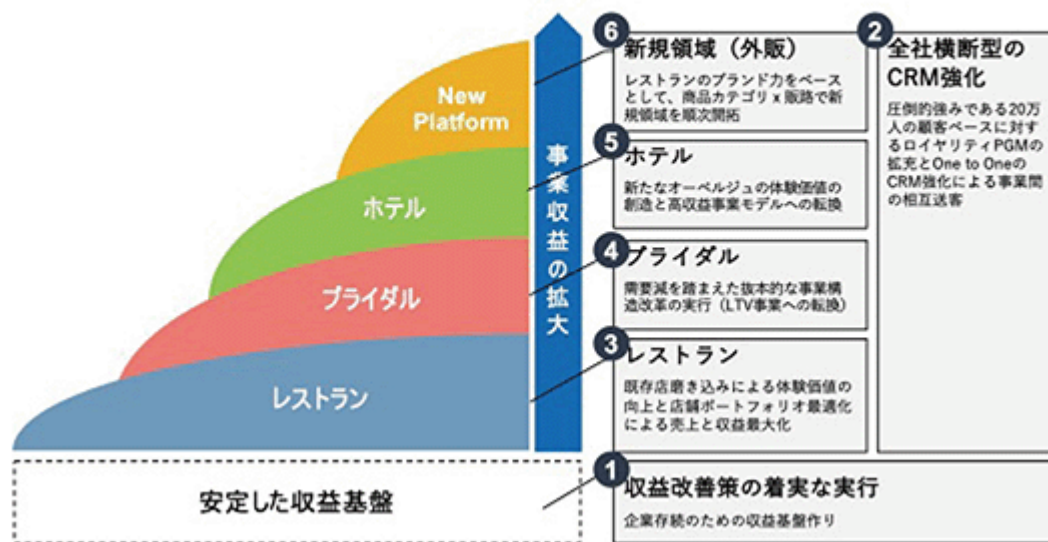 New
Platform
ホテル
ブライダル
レストラン
安定した収益基盤
事業収益の拡大
6
新規領域（外販）
レストランのブランド力をベース
として、商品カテゴリ x 販路で新
規領域を順次開拓
5
ホテル
新たなオーベルジュの体験価値の
創造と高収益事業モデルへの転換
4
ブライダル
需要減を踏まえた抜本的な事業構
造改革の実行（LTV事業への転換）
3
レストラン
既存店磨き込みによる体験価値の
向上と店舗ポートフォリオ最適化
による売上と収益最大化
2
全社横断型の
CRM強化
圧倒的強みである20万
人の顧客ベースに対す
るロイヤリティPGMの
拡充とOne to Oneの
CRM強化による事業間
の相互送客
1
収益改善策の着実な実行
企業存続のための収益基盤作り